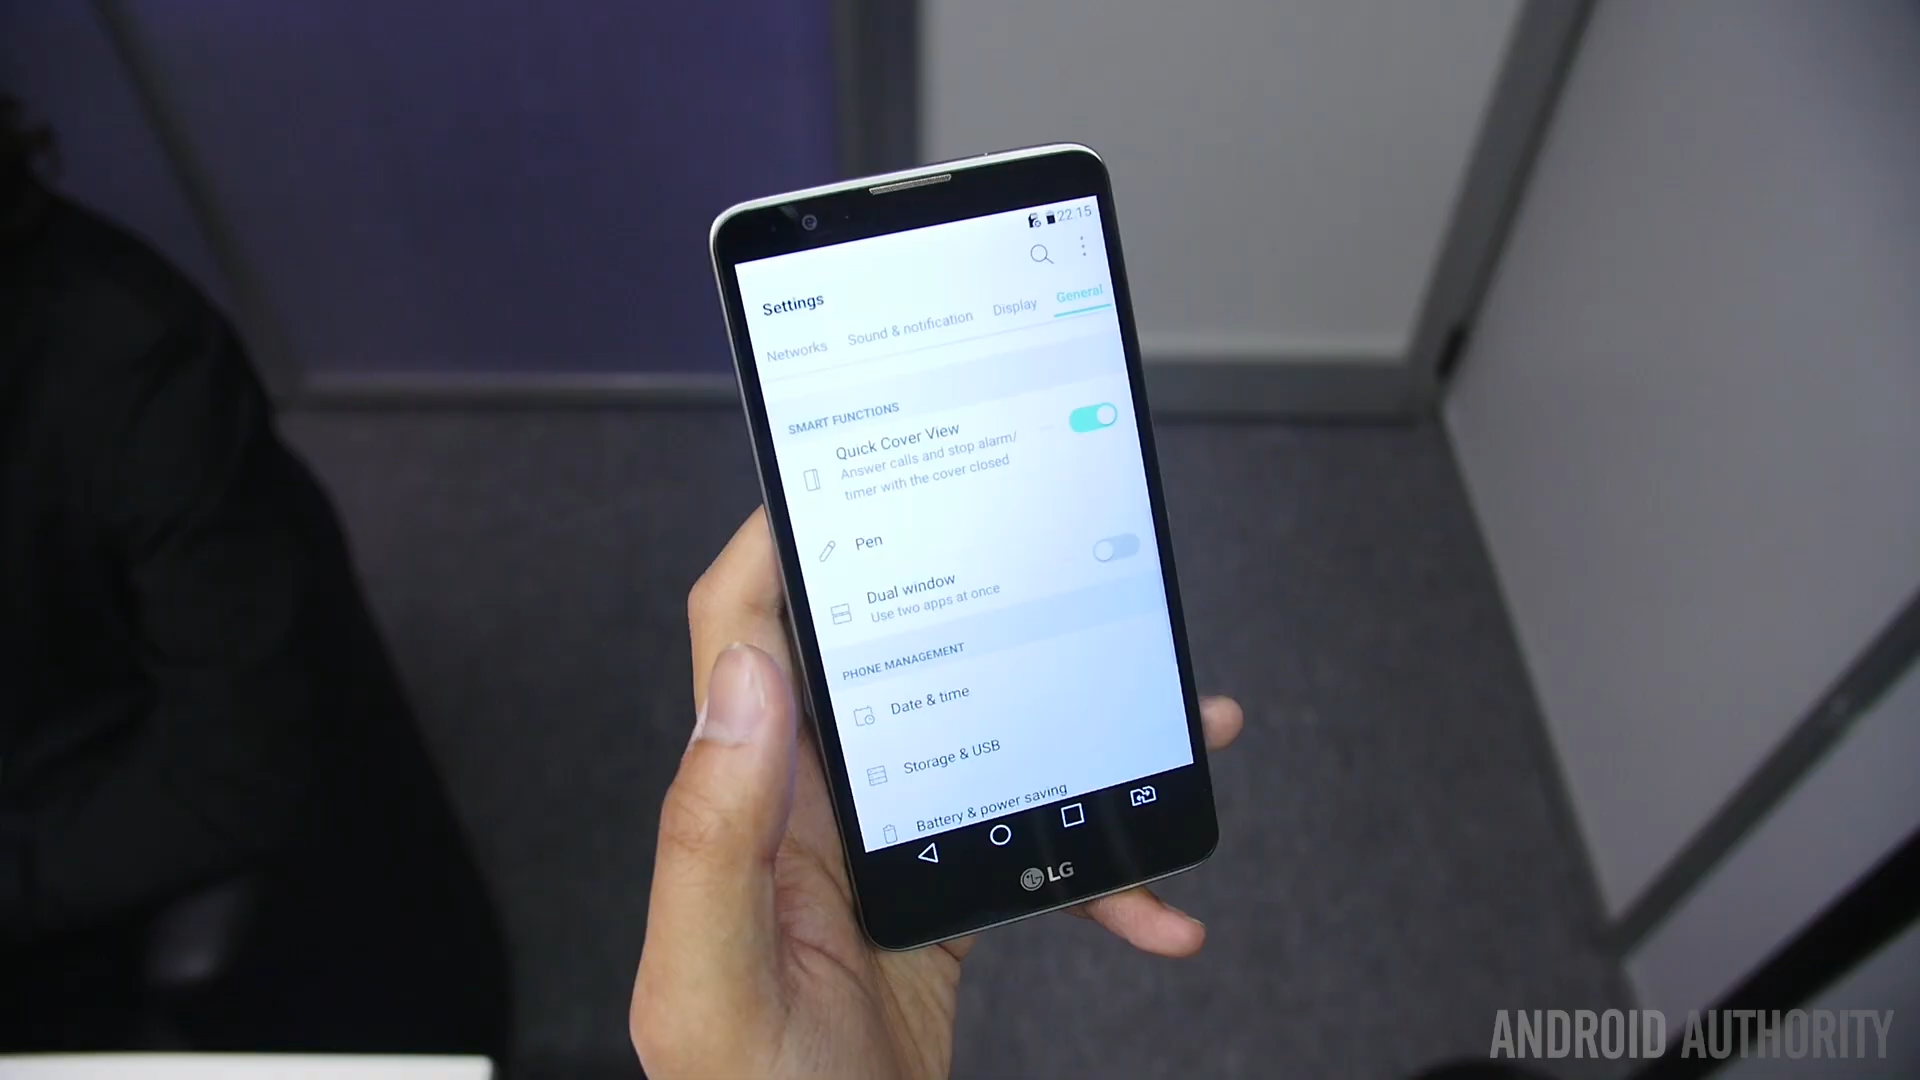 22:15
Settings
Networks Sound & notification Display General
SMART FUNCTIONS
Quick Cover View
Answer calls and stop alarm/
timer with the cover closed
Pen
Dual window
Use two apps at once
PHONE MANAGEMENT
Date & time
Storage & USB
Battery & power saving
LG
ANDROID AUTHORITY